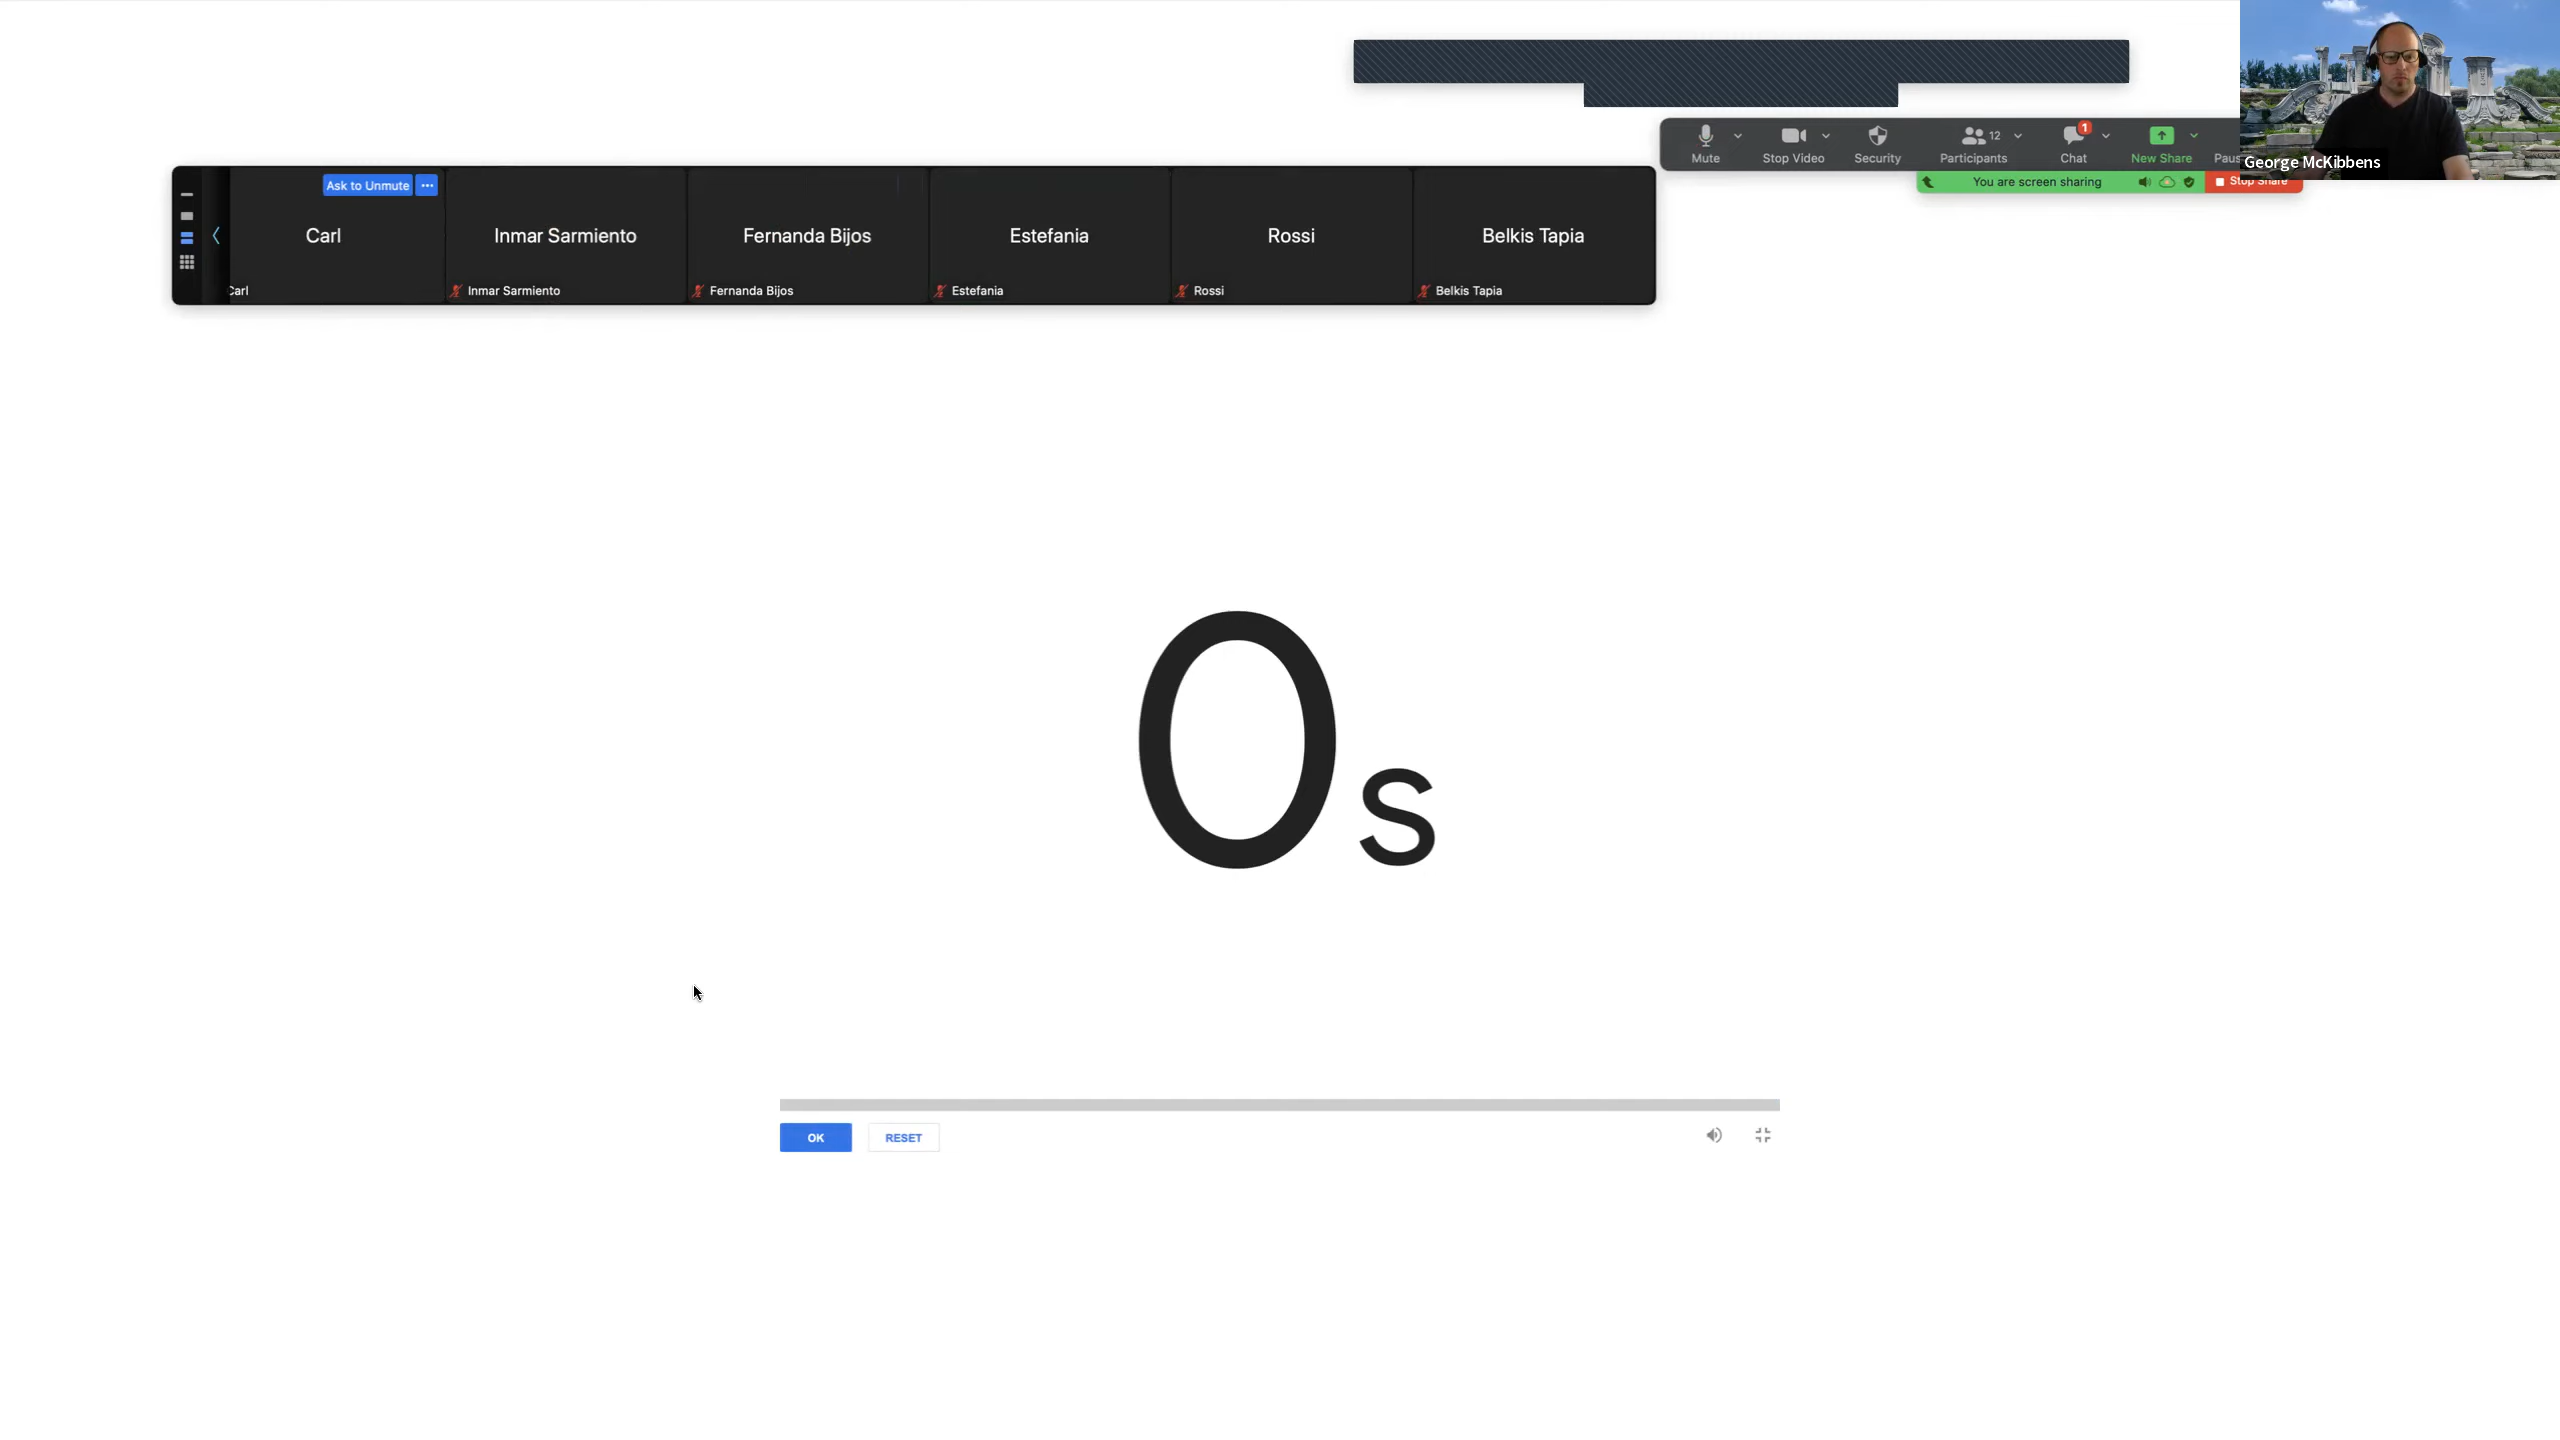 12
1
Mute
Stop Video
Security
Participants
Chat
New Share
George McKibbens
You are screen sharing
Stop Share
Ask to Unmute
Carl
Inmar Sarmiento
Fernanda Bijos
Estefania
Rossi
Belkis Tapia
Carl
Inmar Sarmiento
Fernanda Bijos
Estefania
Rossi
Belkis Tapia
0s
OK
RESET